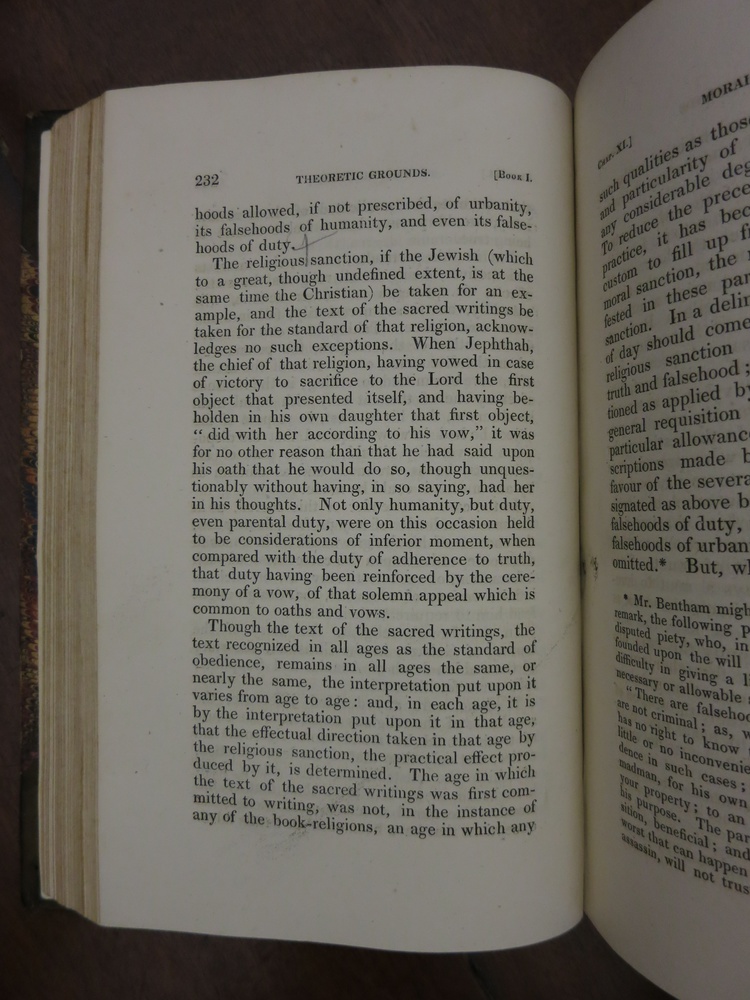 232 THEORETIC GROUNDS. [BOOK I.
hoods allowed, if not prescribed, of urbanity,
its falsehoods of humanity, and even its false-
hoods of duty.
The religious sanction, if the Jewish (which
to a great, though undefined extent, is at the
same time the Christian) be taken for an ex-
ample, and the text of the sacred writings be
taken for the standard of that religion, acknow-
ledges no such exceptions. When Jephthah,
the chief of that religion, having vowed in case
of victory to sacrifice to the Lord the first
object that presented itself, and having be-
holden in his own daughter that first object,
“ did with her according to his vow,” it was
for no other reason than that he had said upon
his oath that he would do so, though unques-
tionably without having, in so saying, had her
in his thoughts. Not only humanity, but duty,
even parental duty, were on this occasion held
to be considerations of inferior moment, when
compared with the duty of adherence to truth,
that duty having been reinforced by the cere-
mony of a vow, of that solemn appeal which is
common to oaths and vows.
Though the text of the sacred writings, the
text recognized in all ages as the standard of
obedience, remains in all ages the same, or
nearly the same, the interpretation put upon it
varies from age to age : and, in each age, it is
by the interpretation put upon it in that age,
that the effectual direction taken in that age by
the religious sanction, the practical effect pro-
duced by it, is determined. The age in which
the text of the sacred writings was first com-
mitted to writing, was not, in the instance of
any of the book-religions, an age in which any
CHAP. XI.] MORAL
such qualities as those
and particularity of
any considerable deg
To reduce the prece
practice, it has bec
custom to fill up fr
moral sanction, the
fested in these par
sanction. In a delin
of day should come
religious sanction
truth and falsehood ;
tioned as applied by
general requisition
particular allowanc
scriptions made b
favour of the severa
signated as above b
falsehoods of duty,
falsehoods of urban
omitted.* But, wh
* Mr. Bentham migh
remark, the following p
disputed piety, who, in
founded upon the will
difficulty in giving a l
necessary or allowable
“ There are falsehoo
are not criminal ; as, w
has no right to know
little or no inconvenie
dence in such cases ;
madman, for his own
your property ; to an
his purpose. The par
sition, beneficial ; and
worst that can happen
assassin, will not trus